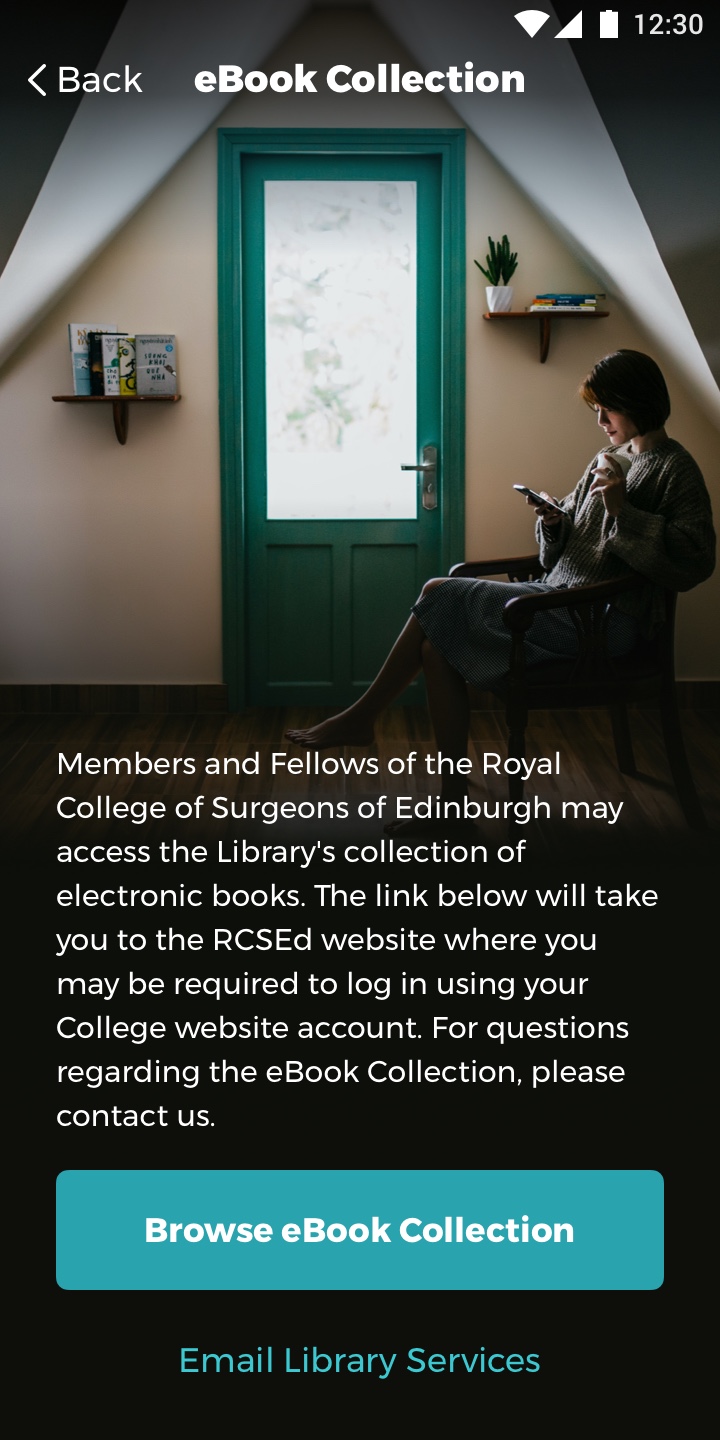 12:30
Back eBook Collection
Members and Fellows of the Royal
College of Surgeons of Edinburgh may
access the Library's collection of
electronic books. The link below will take
you to the RCSEd website where you
may be required to log in using your
College website account. For questions
regarding the eBook Collection, please
contact us.
Browse eBook Collection
Email Library Services